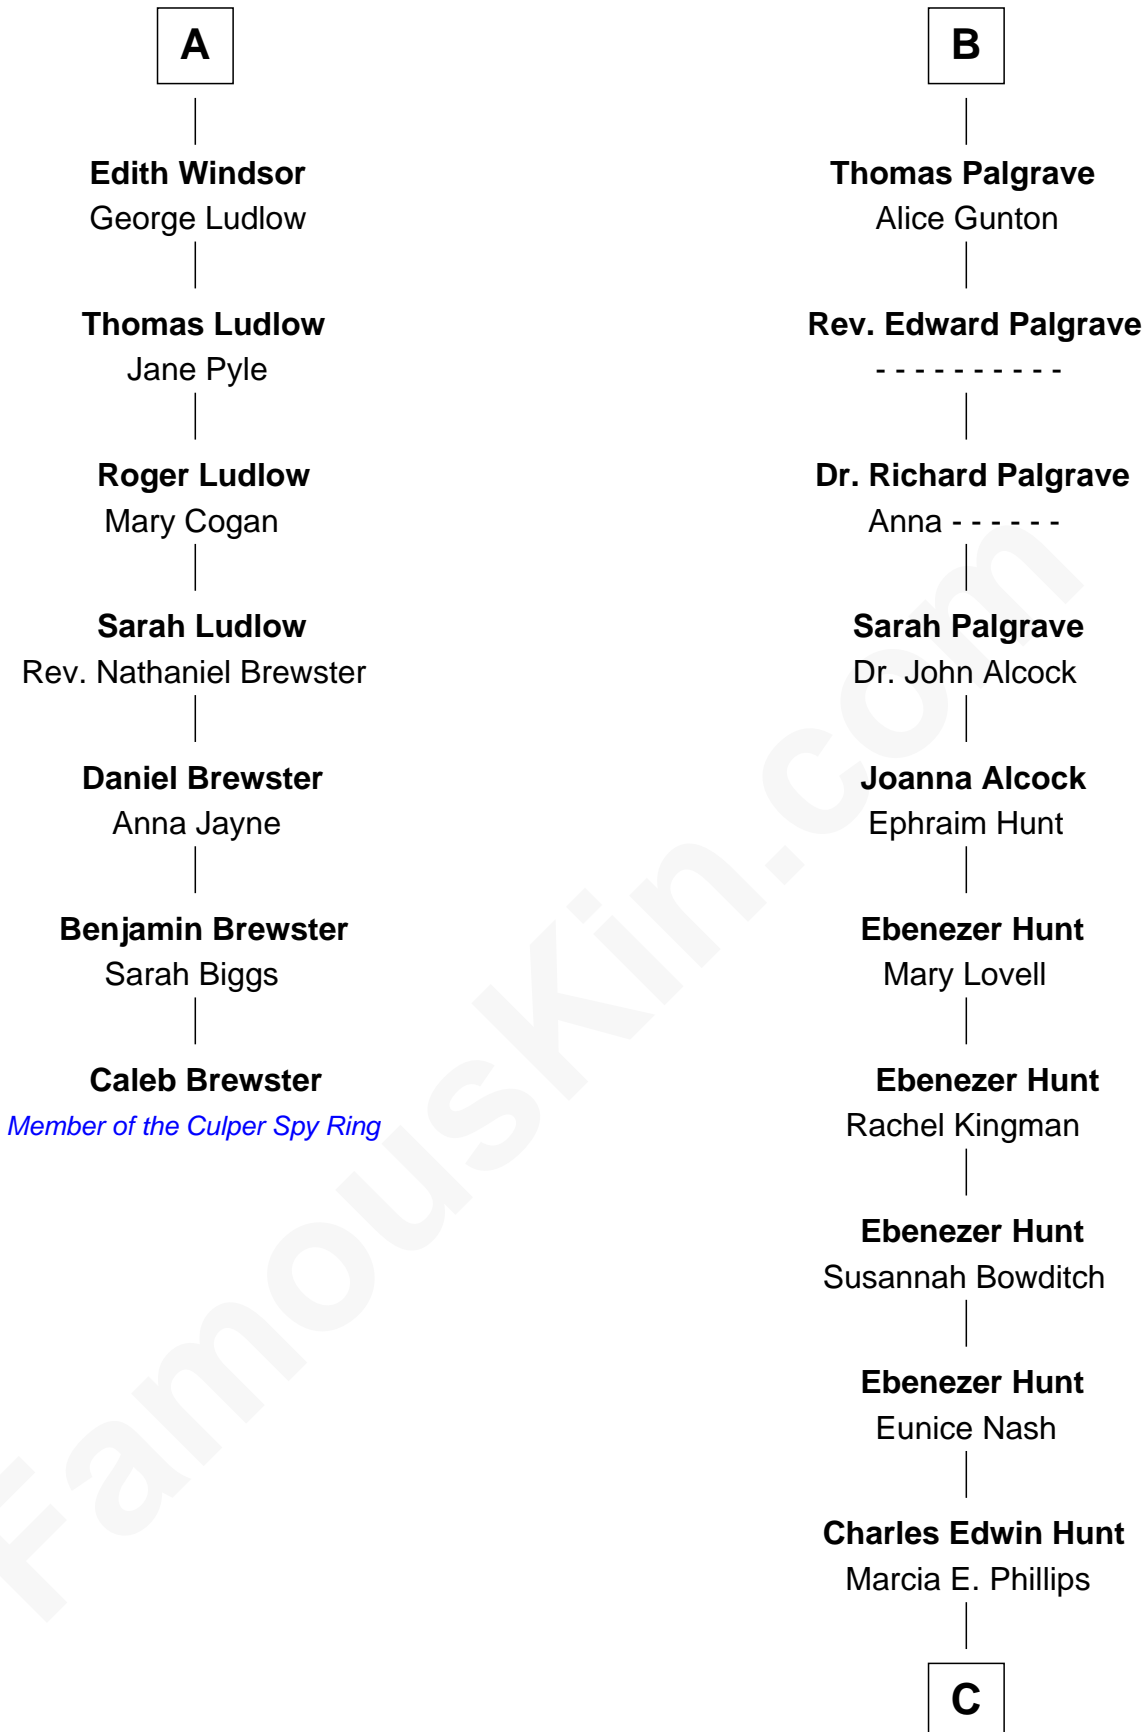 A
Edith Windsor
George Ludlow
Thomas Ludlow
Jane Pyle
Roger Ludlow
Mary Cogan
Sarah Ludlow
Rev. Nathaniel Brewster
Daniel Brewster
Anna Jayne
Benjamin Brewster
Sarah Biggs
Caleb Brewster
Member of the Culper Spy Ring
B
Thomas Palgrave
Alice Gunton
Rev. Edward Palgrave
- - - - - - - - - -
Dr. Richard Palgrave
Anna - - - - - -
Sarah Palgrave
Dr. John Alcock
Joanna Alcock
Ephraim Hunt
Ebenezer Hunt
Mary Lovell
Ebenezer Hunt
Rachel Kingman
Ebenezer Hunt
Susannah Bowditch
Ebenezer Hunt
Eunice Nash
Charles Edwin Hunt
Marcia E. Phillips
C
FamousKin.com